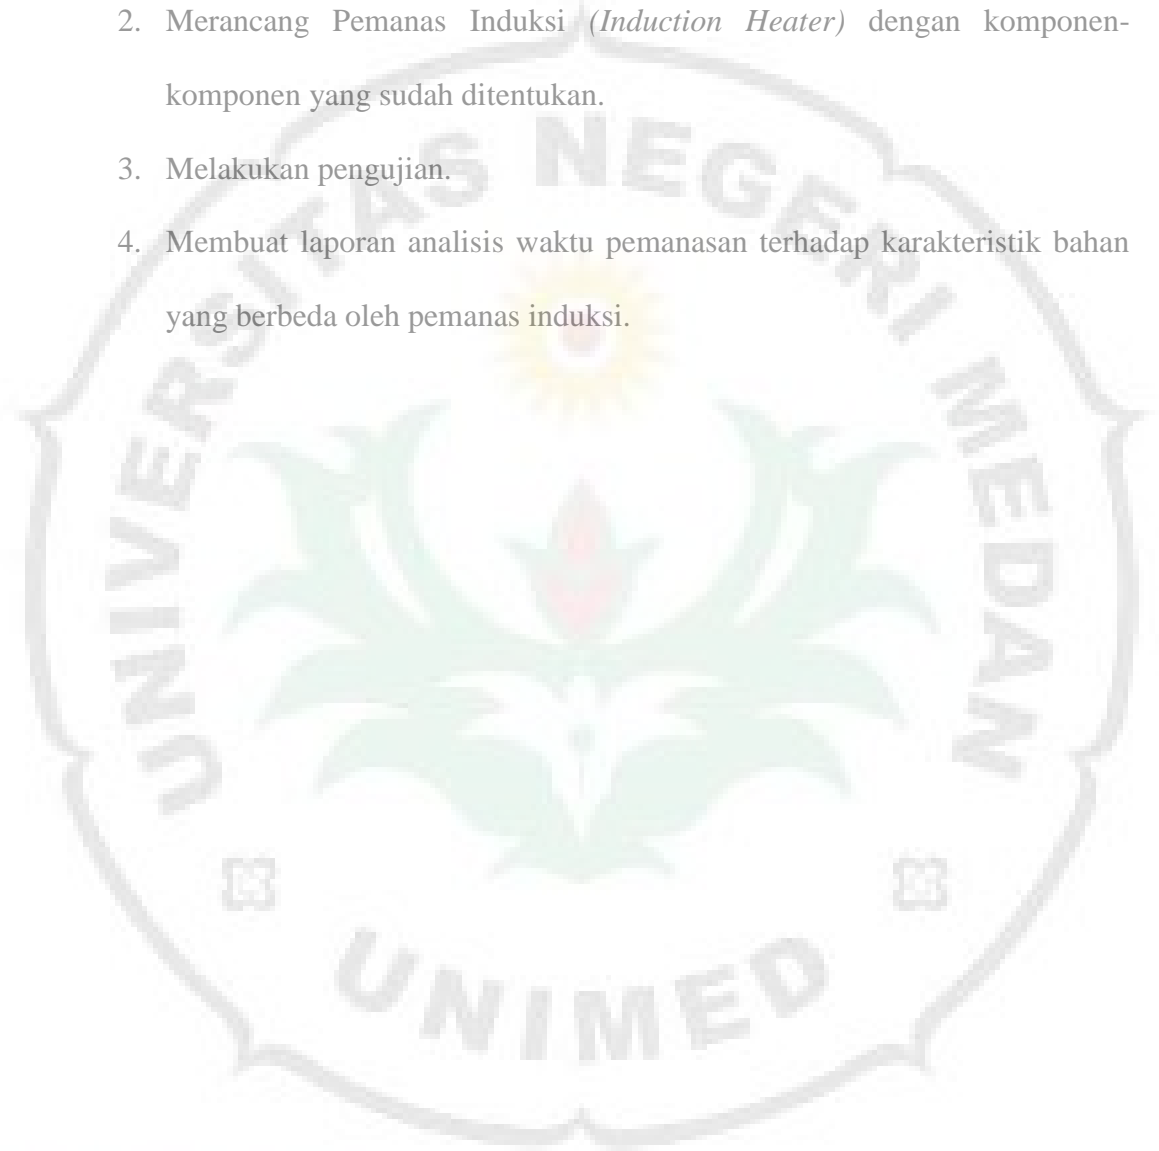 2. Merancang Pemanas Induksi (Induction Heater) dengan komponen-
komponen yang sudah ditentukan.
3. Melakukan pengujian.
4. Membuat laporan analisis waktu pemanasan terhadap karakteristik bahan
yang berbeda oleh pemanas induksi.
UNIVERSITAS NEGERI MEDAN
UNIMED